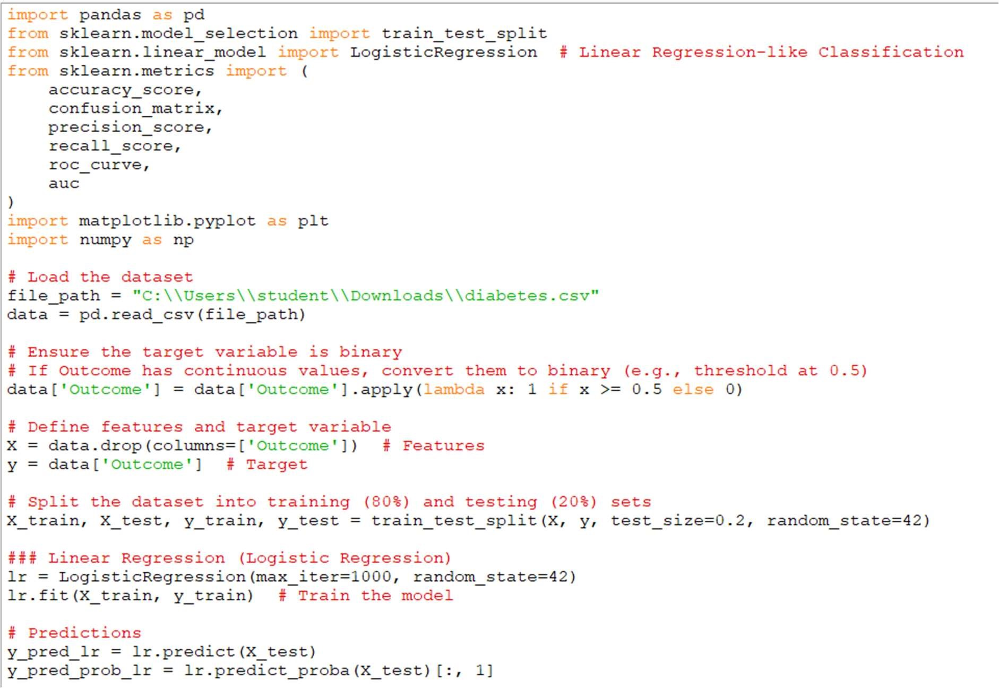 import pandas as pd
from sklearn.model_selection import train_test_split
from sklearn.linear_model import LogisticRegression  # Linear Regression-like Classification
from sklearn.metrics import (
    accuracy_score,
    confusion_matrix,
    precision_score,
    recall_score,
    roc_curve,
    auc
)
import matplotlib.pyplot as plt
import numpy as np

# Load the dataset
file_path = "C:\\Users\\student\\Downloads\\diabetes.csv"
data = pd.read_csv(file_path)

# Ensure the target variable is binary
# If Outcome has continuous values, convert them to binary (e.g., threshold at 0.5)
data['Outcome'] = data['Outcome'].apply(lambda x: 1 if x >= 0.5 else 0)

# Define features and target variable
X = data.drop(columns=['Outcome'])  # Features
y = data['Outcome']  # Target

# Split the dataset into training (80%) and testing (20%) sets
X_train, X_test, y_train, y_test = train_test_split(X, y, test_size=0.2, random_state=42)

### Linear Regression (Logistic Regression)
lr = LogisticRegression(max_iter=1000, random_state=42)
lr.fit(X_train, y_train)  # Train the model

# Predictions
y_pred_lr = lr.predict(X_test)
y_pred_prob_lr = lr.predict_proba(X_test)[:, 1]